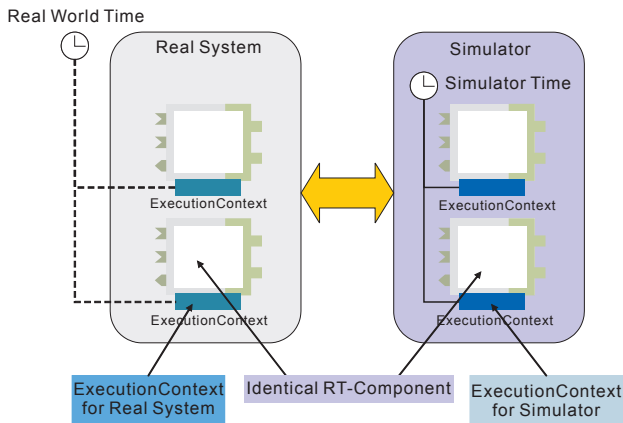 Real World Time
Real System
Simulator
Simulator Time
ExecutionContext
ExecutionContext
ExecutionContext
ExecutionContext
ExecutionContext
for Real System
Identical RT-Component
ExecutionContext
for Simulator